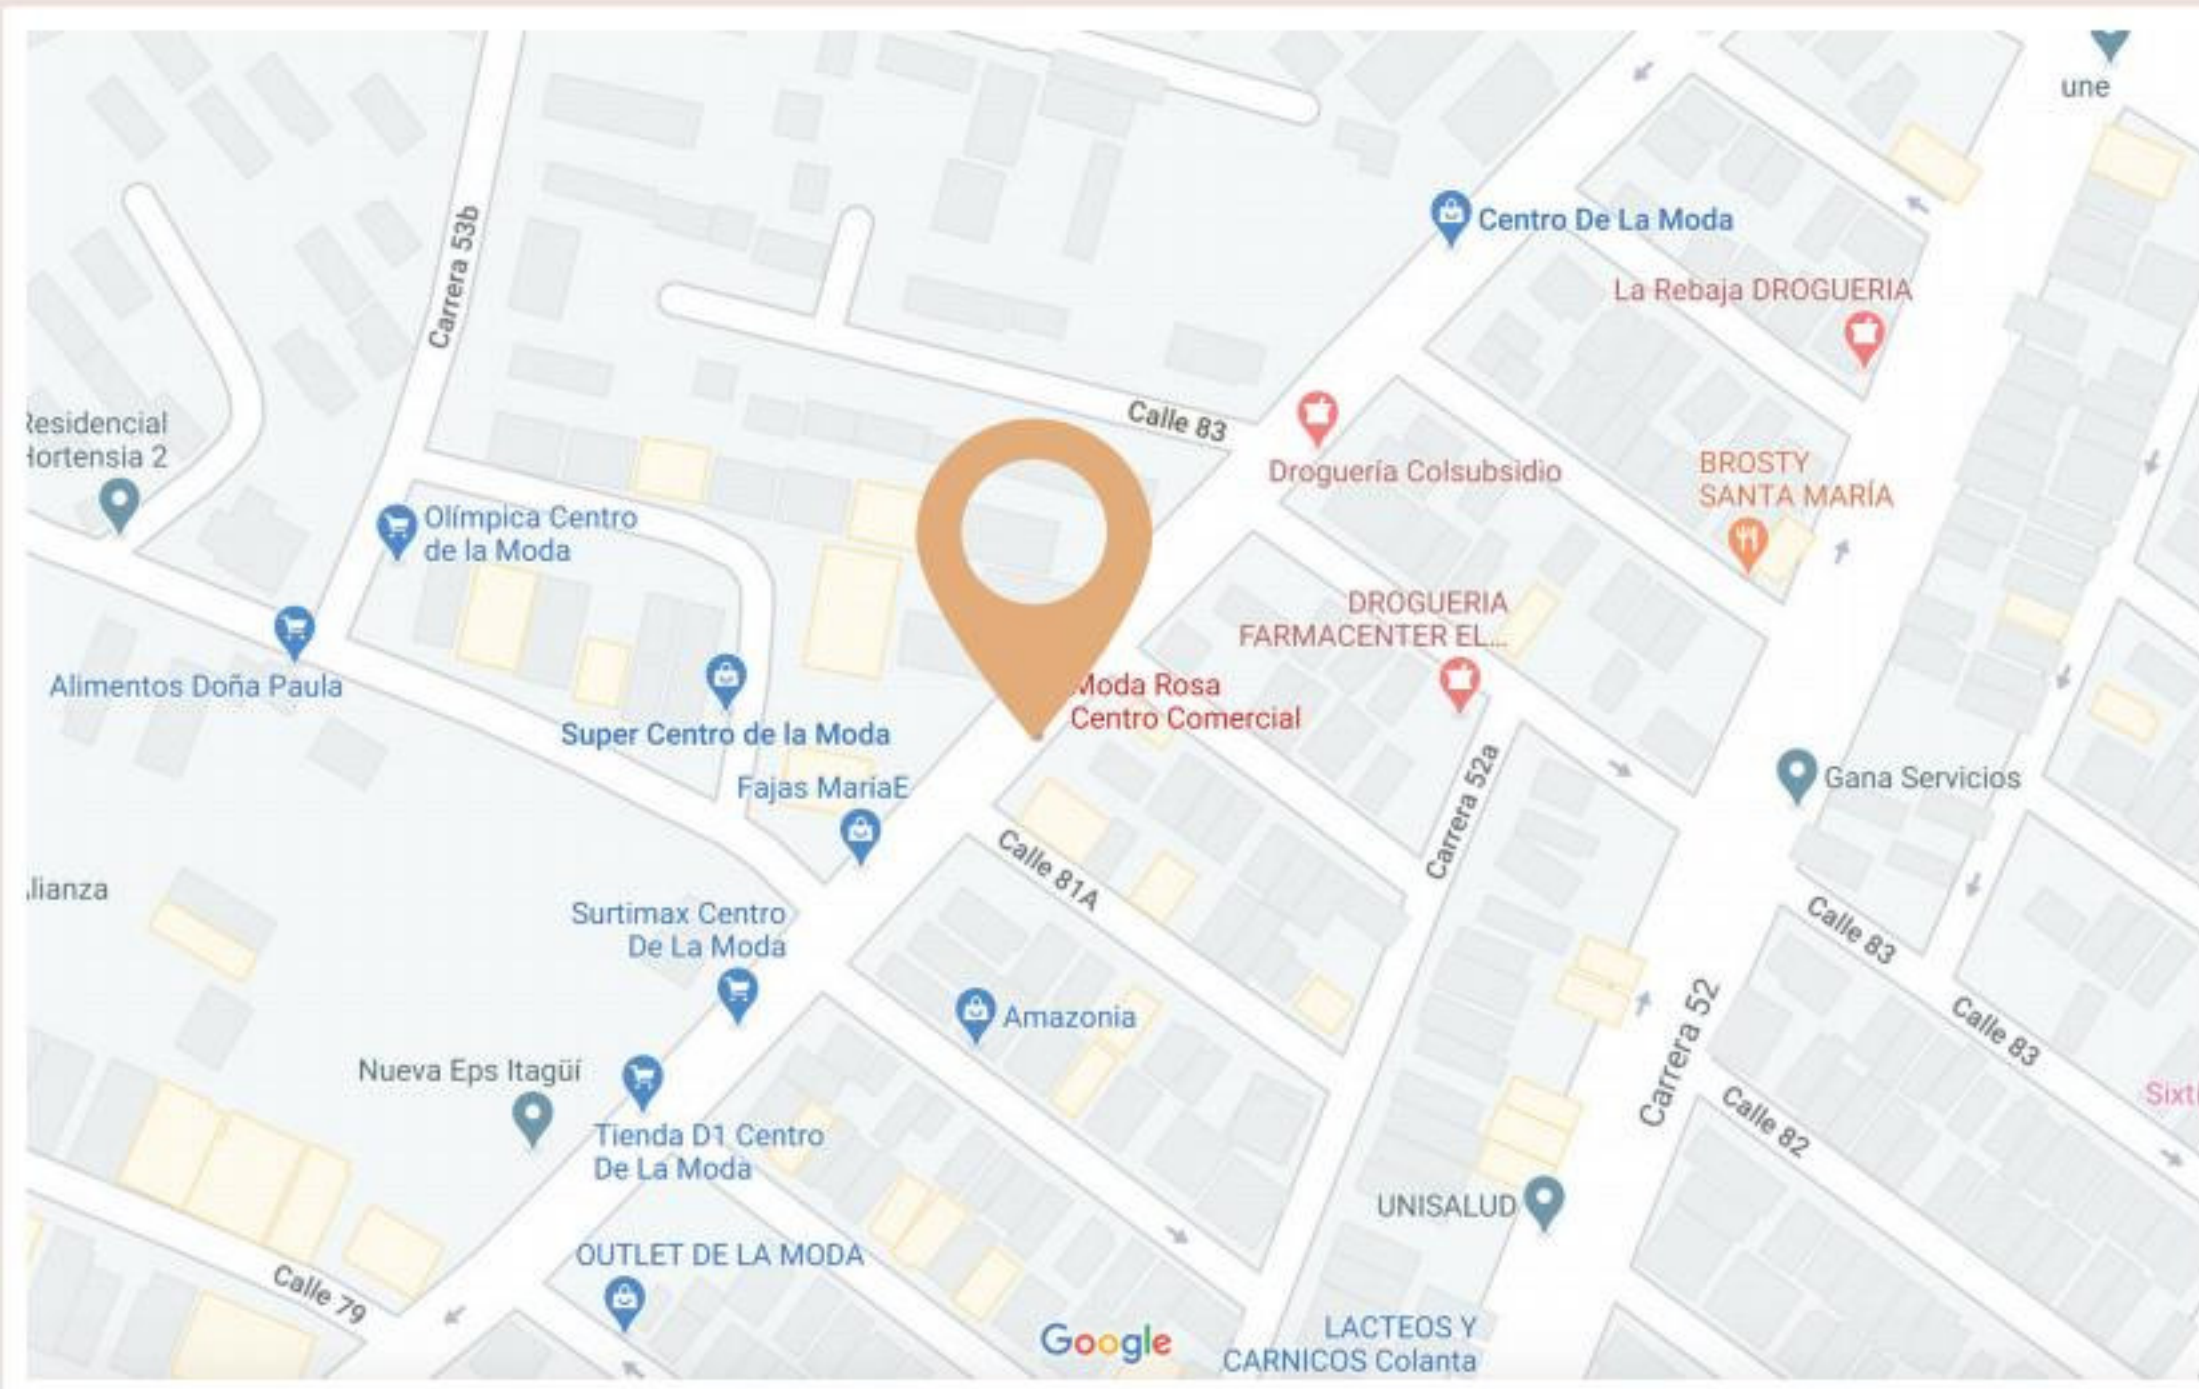 une
Carrera 53b
Centro De La Moda
La Rebaja DROGUERIA
Calle 83
Residencial
Hortensia 2
Droguería Colsubsidio
BROSTY
SANTA MARÍA
Olímpica Centro
de la Moda
DROGUERIA
FARMACENTER EL...
Alimentos Doña Paula
Moda Rosa
Centro Comercial
Super Centro de la Moda
Fajas MariaE
Carrera 52a
Gana Servicios
Calle 81A
lianza
Surtimax Centro
De La Moda
Calle 83
Amazonia
Carrera 52
Calle 83
Nueva Eps Itagüí
Sixti
Calle 82
Tienda D1 Centro
De La Moda
UNISALUD
OUTLET DE LA MODA
Calle 79
Google
LACTEOS Y
CARNICOS Colanta